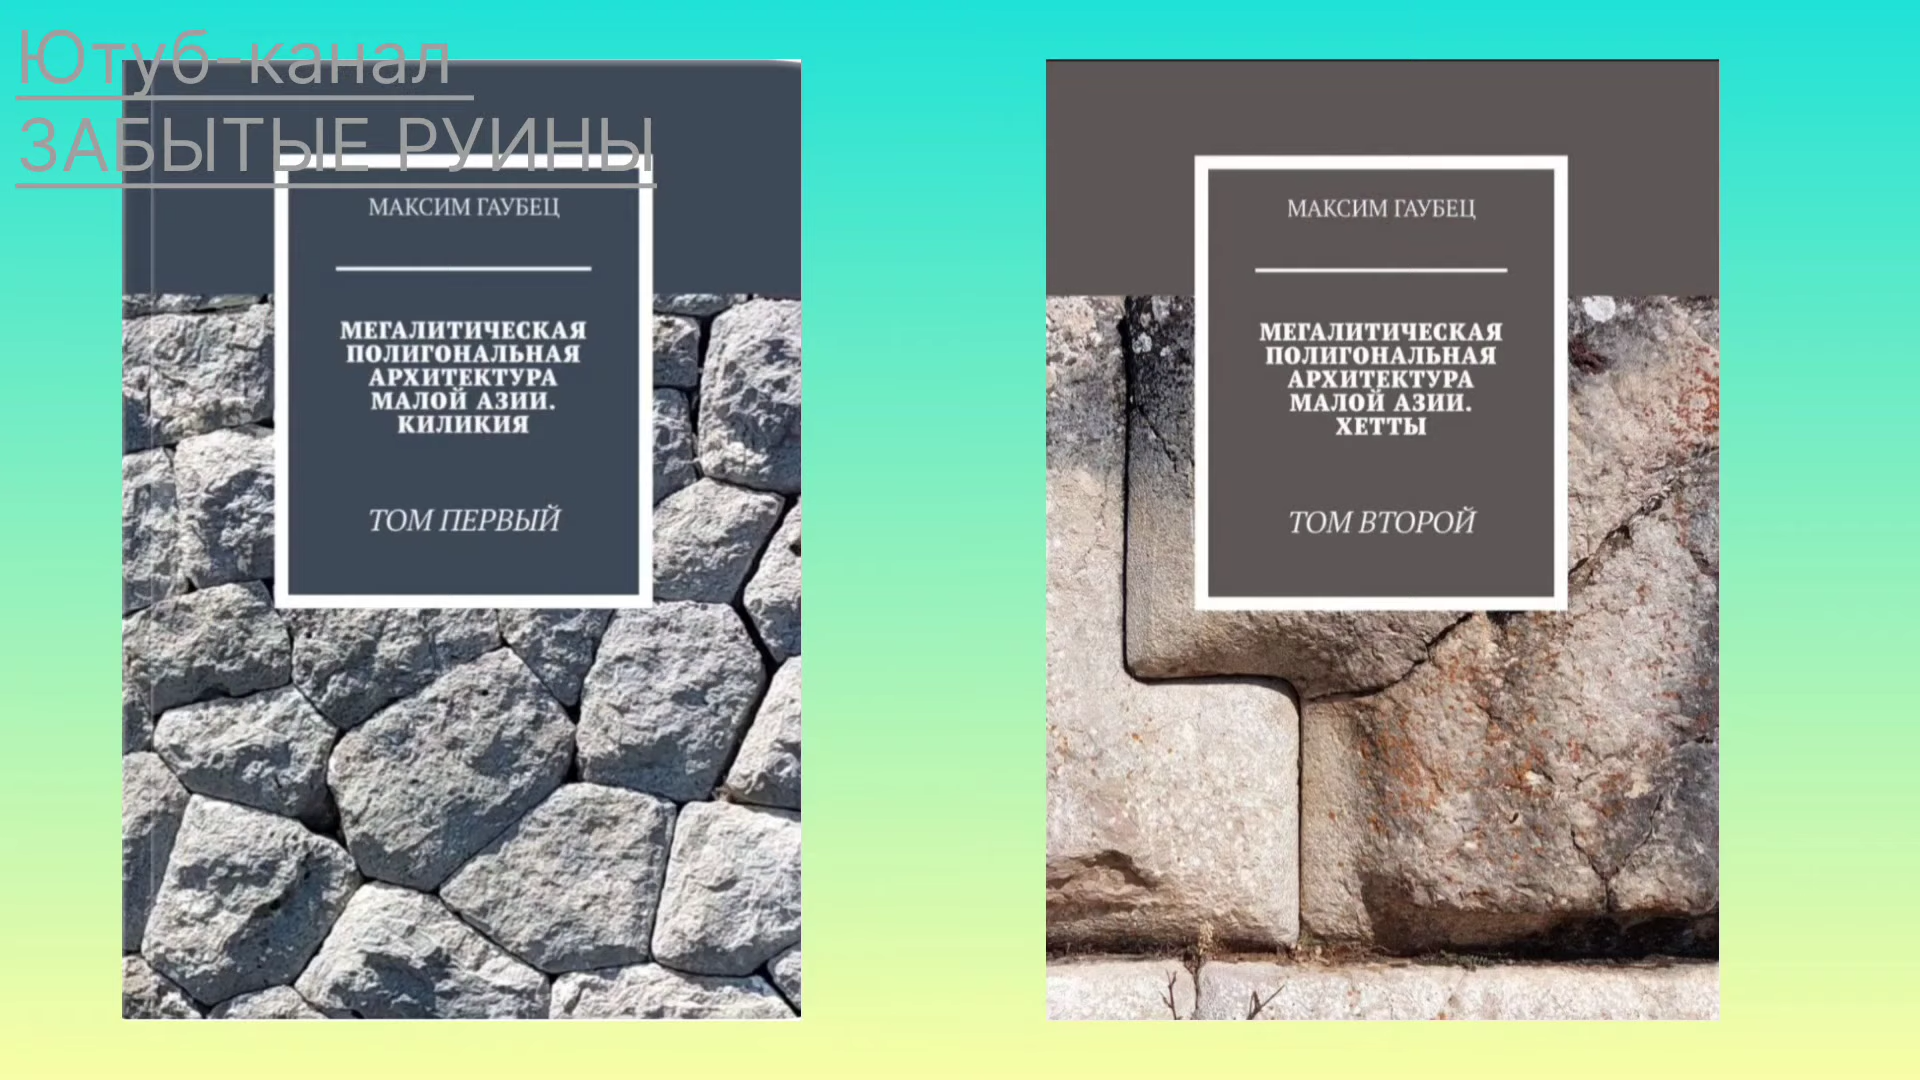 Ютуб-канал
ЗАБЫТЫЕ РУИНЫ
МАКСИМ ГАУБЕЦ
МЕГАЛИТИЧЕСКАЯ
ПОЛИГОНАЛЬНАЯ
АРХИТЕКТУРА
МАЛОЙ АЗИИ.
КИЛИКИЯ
ТОМ ПЕРВЫЙ
МАКСИМ ГАУБЕЦ
МЕГАЛИТИЧЕСКАЯ
ПОЛИГОНАЛЬНАЯ
АРХИТЕКТУРА
МАЛОЙ АЗИИ.
ХЕТТЫ
ТОМ ВТОРОЙ